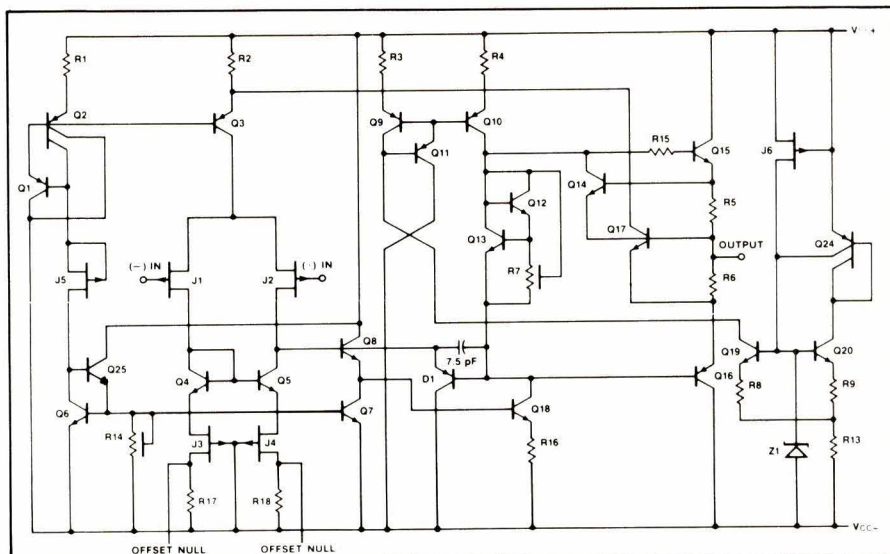 R1
R2
R3
R4
Q2
Q3
Q9
Q10
Q11
R15
Q15
J6
Q1
Q14
R5
Q12
Q17
OUTPUT
Q24
Q13
(−) IN
J1
J2
IN
R7
R6
J5
Q8
7.5 pF
Q25
Q4
Q5
D1
Q16
Q19
Q20
R8
R9
Q6
Q7
Q18
R14
J3
J4
R16
Z1
R13
R17
R18
VCC−
OFFSET NULL
OFFSET NULL